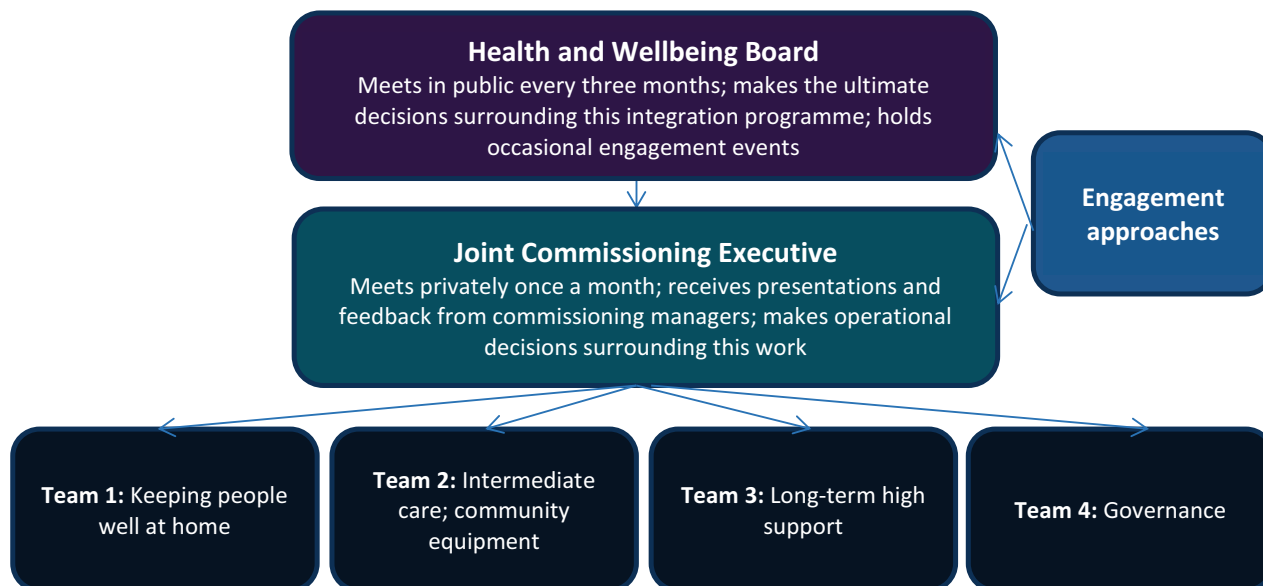 Health and Wellbeing Board
Meets in public every three months; makes the ultimate
decisions surrounding this integration programme; holds
occasional engagement events
Engagement
approaches
Joint Commissioning Executive
Meets privately once a month; receives presentations and
feedback from commissioning managers; makes operational
decisions surrounding this work
Team 1: Keeping people
well at home
Team 2: Intermediate
care; community
equipment
Team 3: Long-term high
support
Team 4: Governance